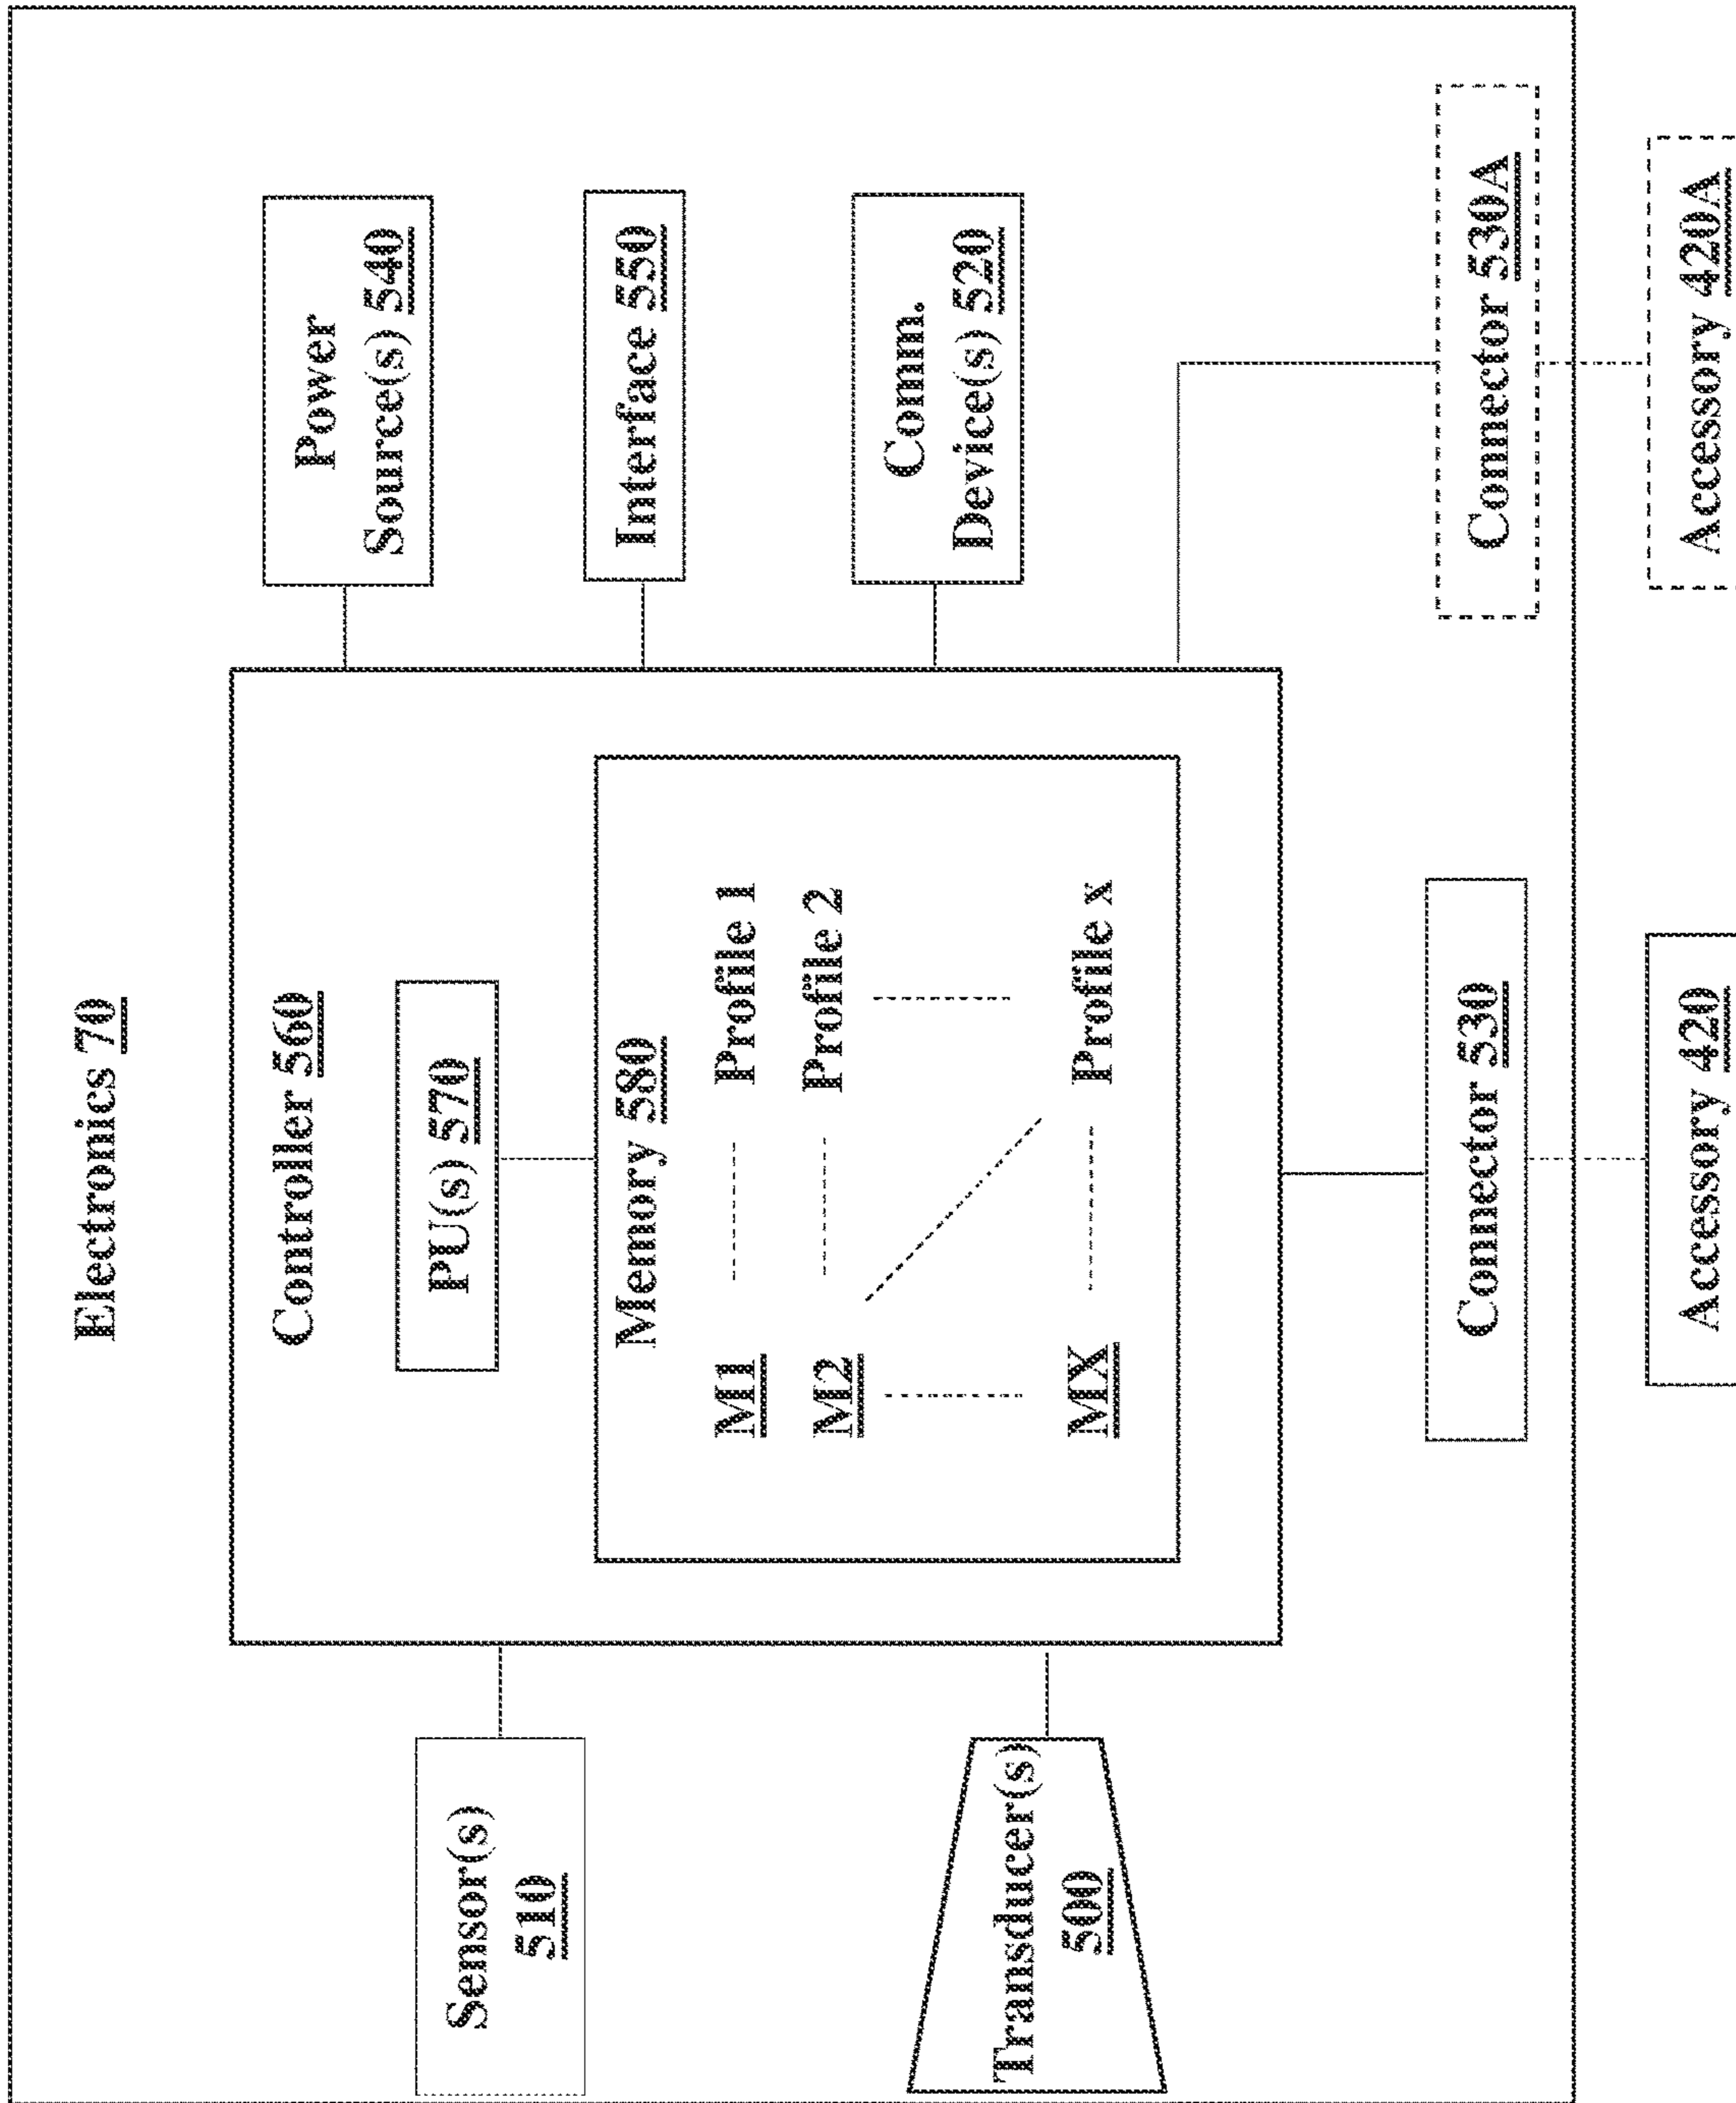 Electronics 70
Controller 560
PU(s) 570
Memory 580
M1
Profile 1
M2
Profile 2
MX
Profile x
Sensor(s)
510
Transducer(s)
500
Power
Source(s) 540
Interface 550
Comm.
Device(s) 520
Connector 530
Connector 530A
Accessory 420
Accessory 420A